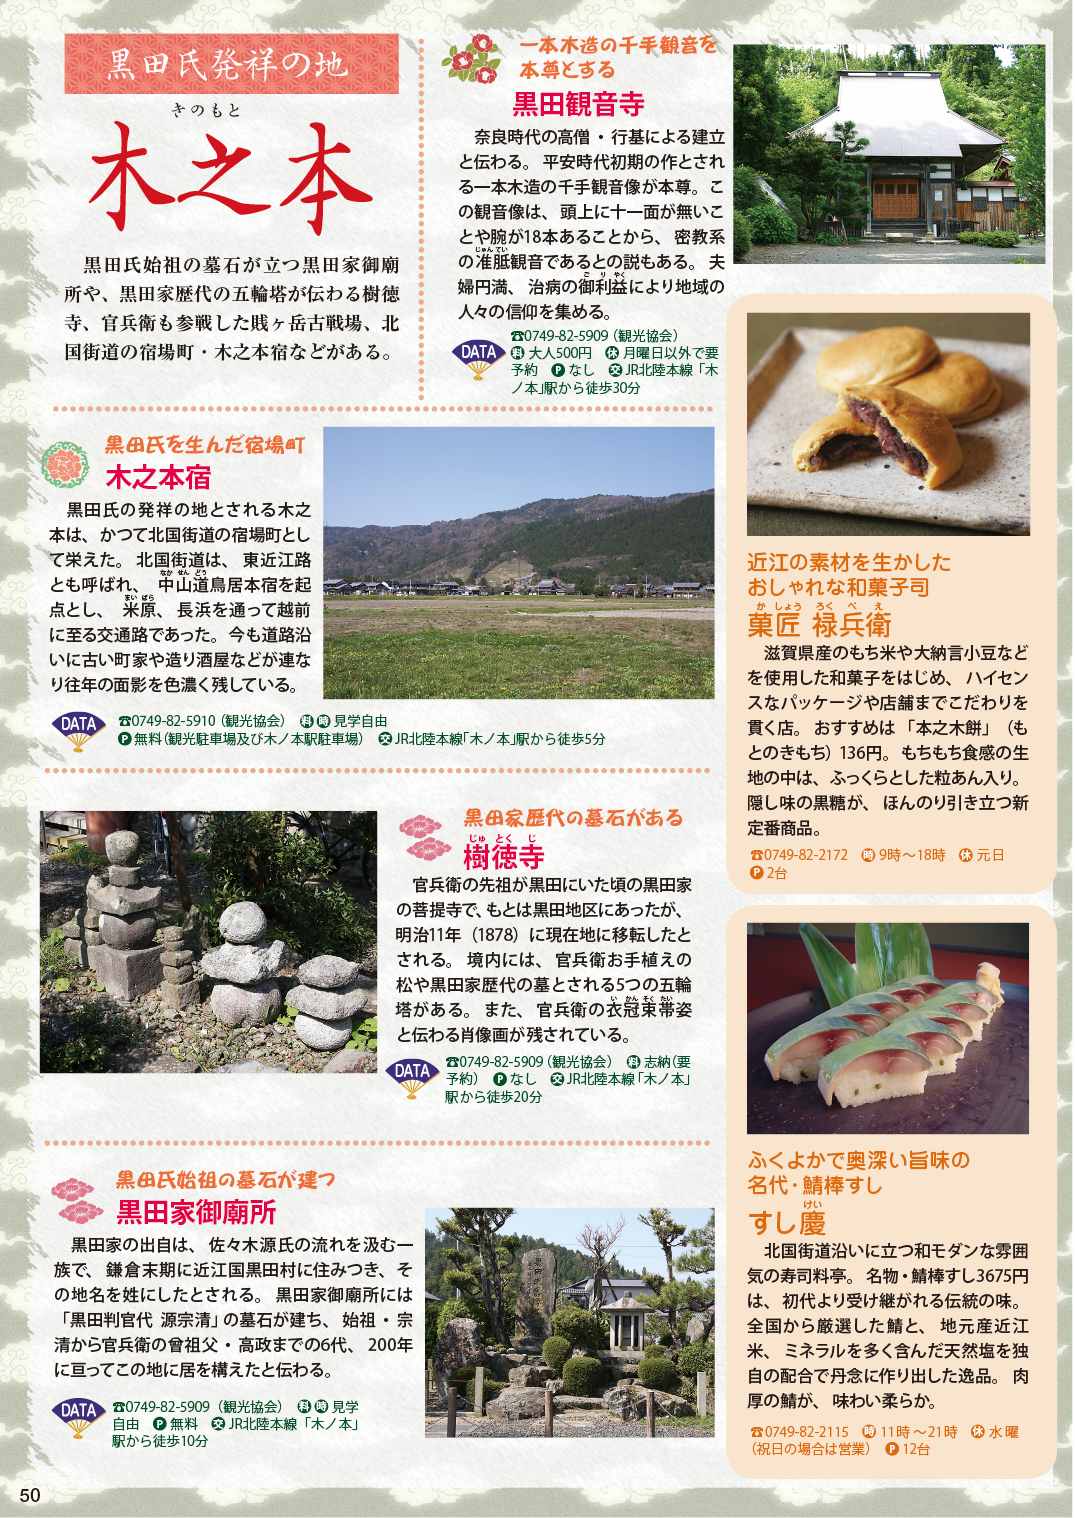 黒田氏発祥の地
きのもと
木之本
黒田氏始祖の墓石が立つ黒田家御廟
所や、黒田家歴代の五輪塔が伝わる樹徳
寺、官兵衛も参戦した賎ヶ岳古戦場、北
国街道の宿場町・木之本宿などがある。
一本木造の千手観音を
本尊とする
黒田観音寺
奈良時代の高僧・行基による建立
と伝わる。平安時代初期の作とされ
る一本木造の千手観音像が本尊。こ
の観音像は、頭上に十一面が無いこ
とや腕が18本あることから、密教系
じゅんてい
の准胝観音であるとの説もある。夫
ごりやく
婦円満、治病の御利益により地域の
人々の信仰を集める。
DATA
☎0749-82-5909（観光協会）
料 大人500円 休 月曜日以外で要
予約 P なし 交 JR北陸本線「木
ノ本」駅から徒歩30分
黒田氏を生んだ宿場町
木之本宿
黒田氏の発祥の地とされる木之
本は、かつて北国街道の宿場町とし
て栄えた。北国街道は、東近江路
なかせんどう
とも呼ばれ、中山道鳥居本宿を起
まいばら
点とし、米原、長浜を通って越前
に至る交通路であった。今も道路沿
いに古い町家や造り酒屋などが連な
り往年の面影を色濃く残している。
DATA
☎0749-82-5910（観光協会） 料 時 見学自由
P 無料（観光駐車場及び木ノ本駅駐車場） 交 JR北陸本線「木ノ本」駅から徒歩5分
黒田家歴代の墓石がある
じゅとくじ
樹徳寺
官兵衛の先祖が黒田にいた頃の黒田家
の菩提寺で、もとは黒田地区にあったが、
明治11年（1878）に現在地に移転したと
される。境内には、官兵衛お手植えの
松や黒田家歴代の墓とされる5つの五輪
いかんそくたい
塔がある。また、官兵衛の衣冠束帯姿
と伝わる肖像画が残されている。
DATA
☎0749-82-5909（観光協会） 料 志納（要
予約） P なし 交 JR北陸本線「木ノ本」
駅から徒歩20分
黒田氏始祖の墓石が建つ
黒田家御廟所
黒田家の出自は、佐々木源氏の流れを汲む一
族で、鎌倉末期に近江国黒田村に住みつき、そ
の地名を姓にしたとされる。黒田家御廟所には
「黒田判官代 源宗清」の墓石が建ち、始祖・宗
清から官兵衛の曾祖父・高政までの6代、200年
に亘ってこの地に居を構えたと伝わる。
DATA
☎0749-82-5909（観光協会） 料 時 見学
自由 P 無料 交 JR北陸本線「木ノ本」
駅から徒歩10分
近江の素材を生かした
おしゃれな和菓子司
かしょう ろくべえ
菓匠 禄兵衛
滋賀県産のもち米や大納言小豆など
を使用した和菓子をはじめ、ハイセン
スなパッケージや店舗までこだわりを
貫く店。おすすめは「本之木餅」（も
とのきもち）136円。もちもち食感の生
地の中は、ふっくらとした粒あん入り。
隠し味の黒糖が、ほんのり引き立つ新
定番商品。
☎0749-82-2172 時 9時～18時 休 元日
P 2台
ふくよかで奥深い旨味の
名代・鯖棒すし
けい
すし慶
北国街道沿いに立つ和モダンな雰囲
気の寿司料亭。名物・鯖棒すし3675円
は、初代より受け継がれる伝統の味。
全国から厳選した鯖と、地元産近江
米、ミネラルを多く含んだ天然塩を独
自の配合で丹念に作り出した逸品。肉
厚の鯖が、味わい柔らか。
☎0749-82-2115 時 11時～21時 休 水曜
（祝日の場合は営業） P 12台
50